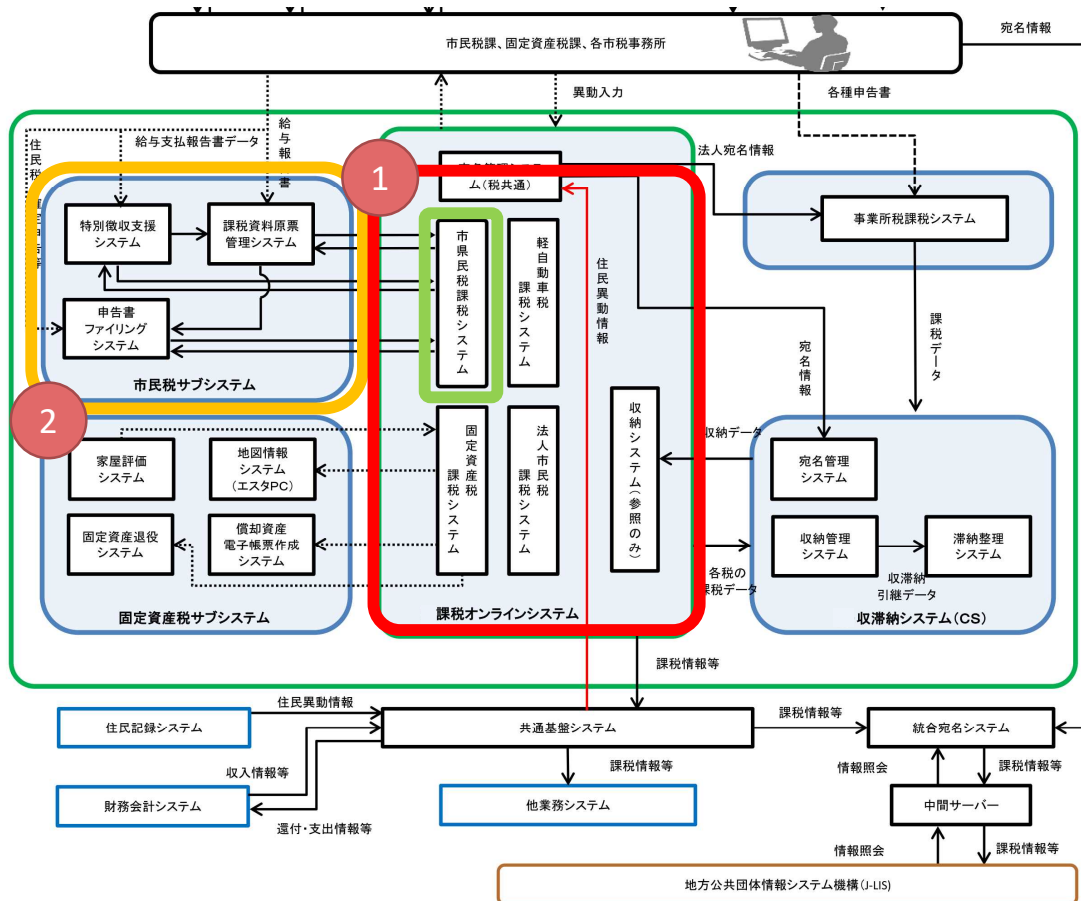 宛名情報
市民税課、固定資産税課、各市税事務所
異動入力
各種申告書
住民税
給与支払報告書データ
給与報
書
法人宛名情報
1
ム(税共通)
特別徴収支援
システム
課税資料原票
管理システム
市県民税課税システム
軽自動車税
課税システム
住民異動情報
事業所税課税システム
申告書
ファイリング
システム
市民税サブシステム
宛名情報
課税データ
2
家屋評価
システム
地図情報
システム
(エスタPC)
固定資産税
課税システム
法人市民税
課税システム
収納システム(参照のみ)
収納データ
宛名管理
システム
固定資産退役
システム
償却資産
電子帳票作成
システム
収納管理
システム
滞納整理
システム
各税の
課税データ
収滞納
引継データ
固定資産税サブシステム
課税オンラインシステム
収滞納システム(CS)
課税情報等
住民異動情報
住民記録システム
共通基盤システム
課税情報等
統合宛名システム
収入情報等
課税情報等
情報照会
課税情報等
財務会計システム
他業務システム
中間サーバー
還付・支出情報等
情報照会
課税情報等
地方公共団体情報システム機構(J-LIS)